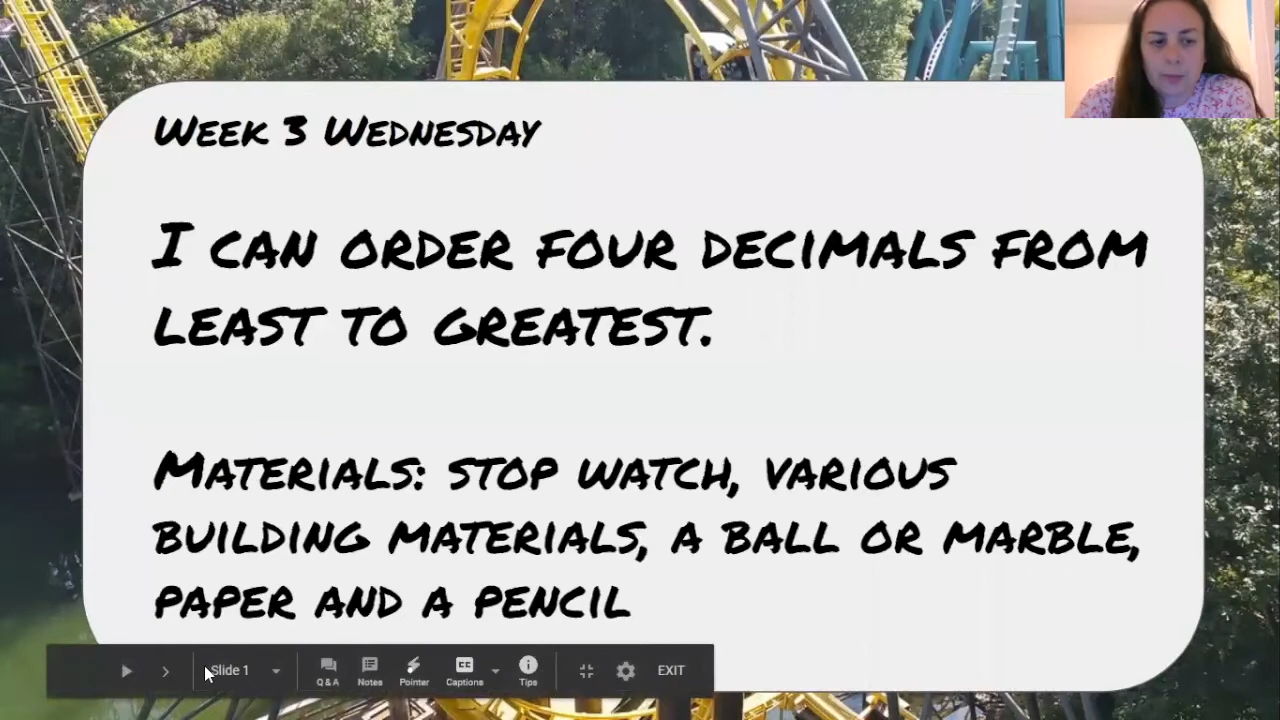 Week 3 Wednesday
I can order four decimals from
least to greatest.
Materials: stop watch, various
building materials, a ball or marble,
paper and a pencil
Slide 1
Q & A
Notes
Pointer
CC
Captions
Tips
EXIT